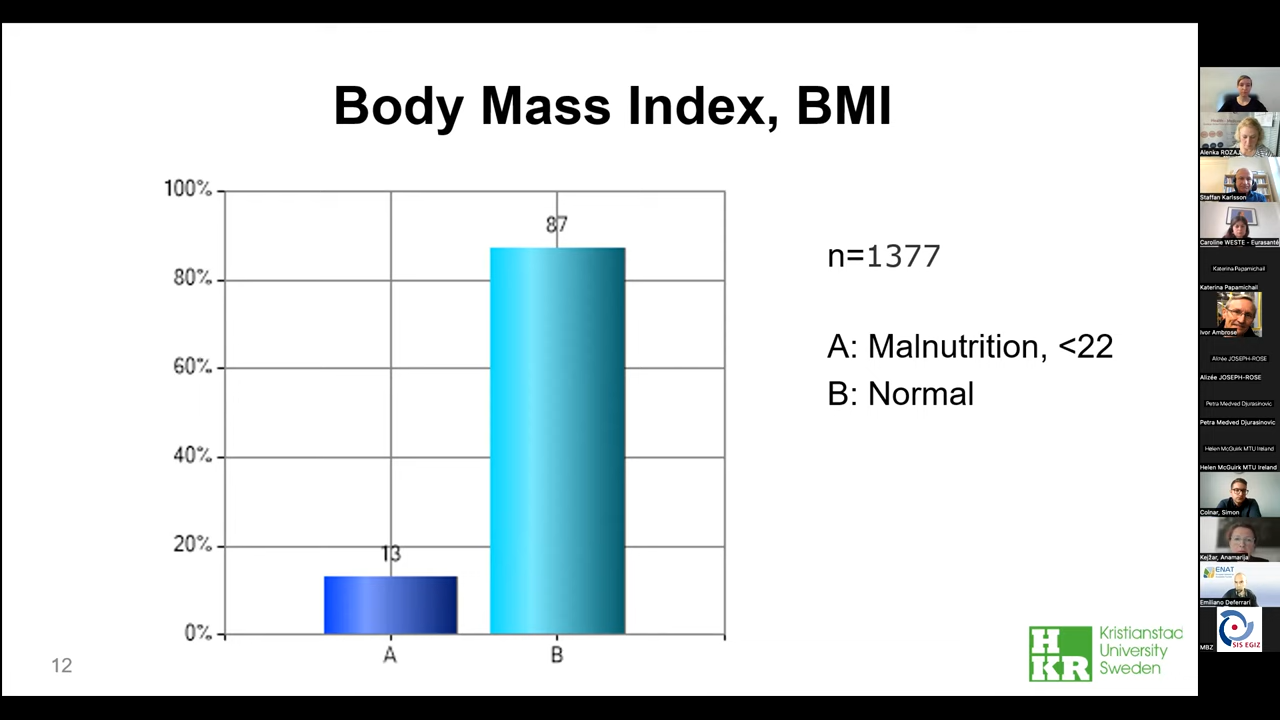 Body Mass Index, BMI
100%
80%
60%
40%
20%
0%
13
87
A
B
n=1377
A: Malnutrition, <22
B: Normal
12
HKR
Kristianstad
University
Sweden
Alenka ROZAJ
Staffan Karlsson
Caroline WESTE - Eurasanté
Katerina Papamichail
Katerina Papamichail
Ivor Ambrose
Alizée JOSEPH-ROSE
Alizée JOSEPH-ROSE
Petra Medved Djurasinovic
Petra Medved Djurasinovic
Helen McGuirk MTU Ireland
Helen McGuirk MTU Ireland
Colnar, Simon
Kejžar, Anamarija
ENAT
Emiliano Deferrari
SIS EGIZ
MBZ